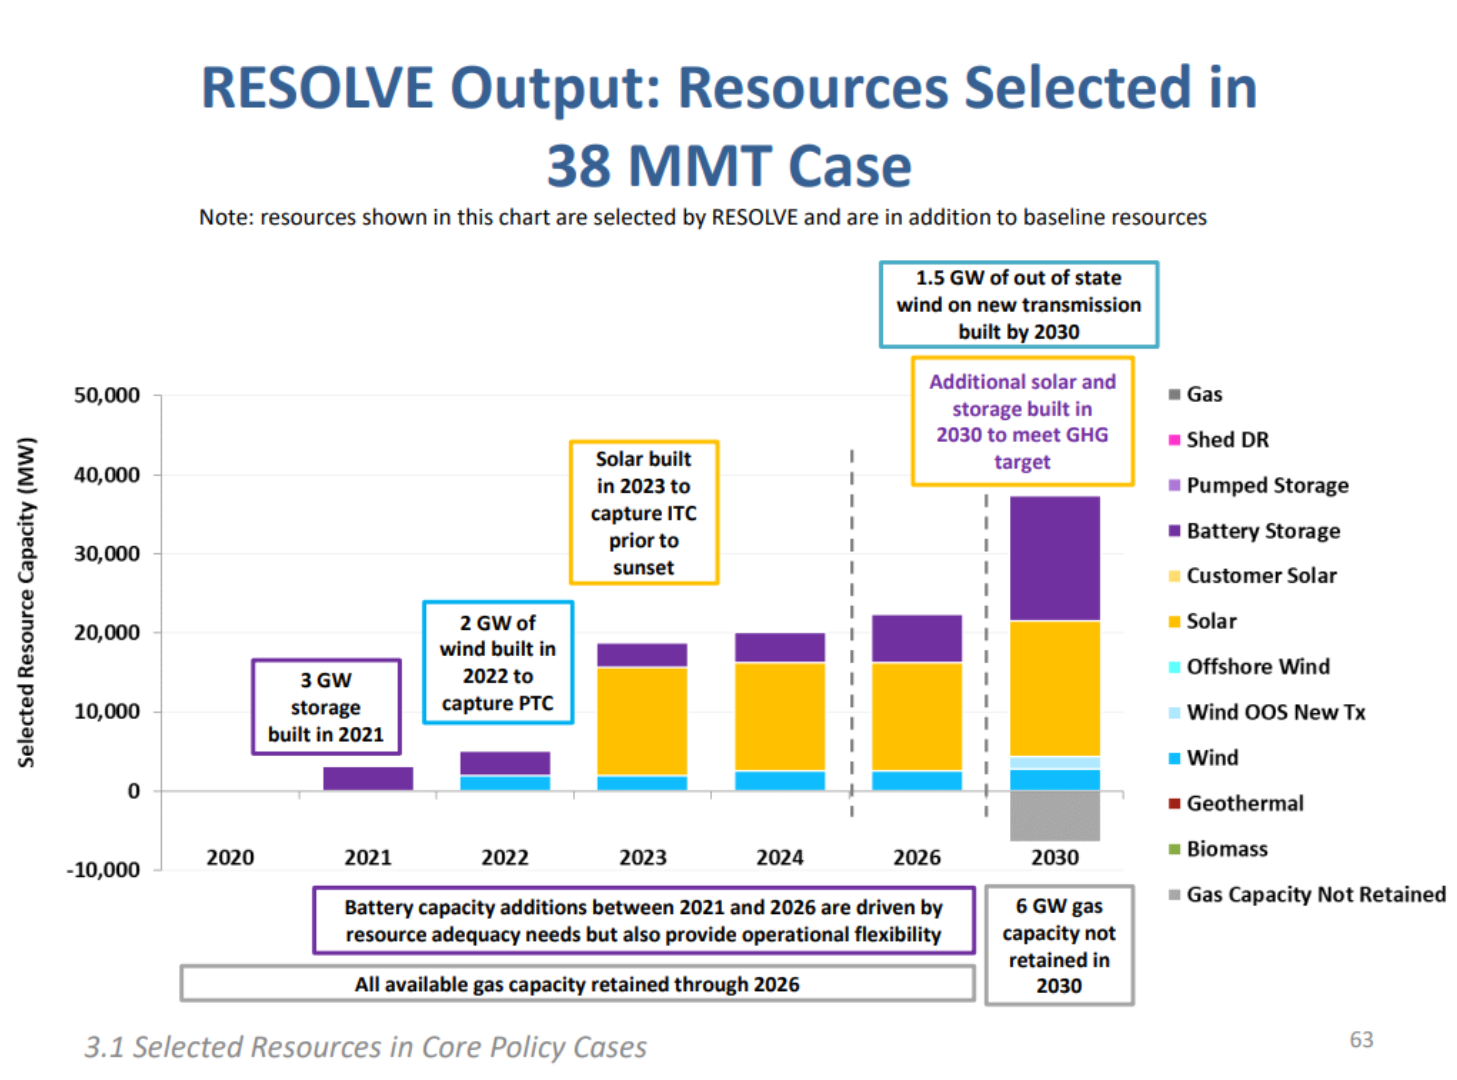 RESOLVE Output: Resources Selected in
38 MMT Case
Note: resources shown in this chart are selected by RESOLVE and are in addition to baseline resources
1.5 GW of out of state
wind on new transmission
built by 2030
Additional solar and
storage built in
2030 to meet GHG
target
Solar built
in 2023 to
capture ITC
prior to
sunset
2 GW of
wind built in
2022 to
capture PTC
3 GW
storage
built in 2021
Selected Resource Capacity (MW)
50,000
40,000
30,000
20,000
10,000
0
-10,000
2020
2021
2022
2023
2024
2026
2030
Gas
Shed DR
Pumped Storage
Battery Storage
Customer Solar
Solar
Offshore Wind
Wind OOS New Tx
Wind
Geothermal
Biomass
Gas Capacity Not Retained
Battery capacity additions between 2021 and 2026 are driven by
resource adequacy needs but also provide operational flexibility
All available gas capacity retained through 2026
6 GW gas
capacity not
retained in
2030
3.1 Selected Resources in Core Policy Cases
63